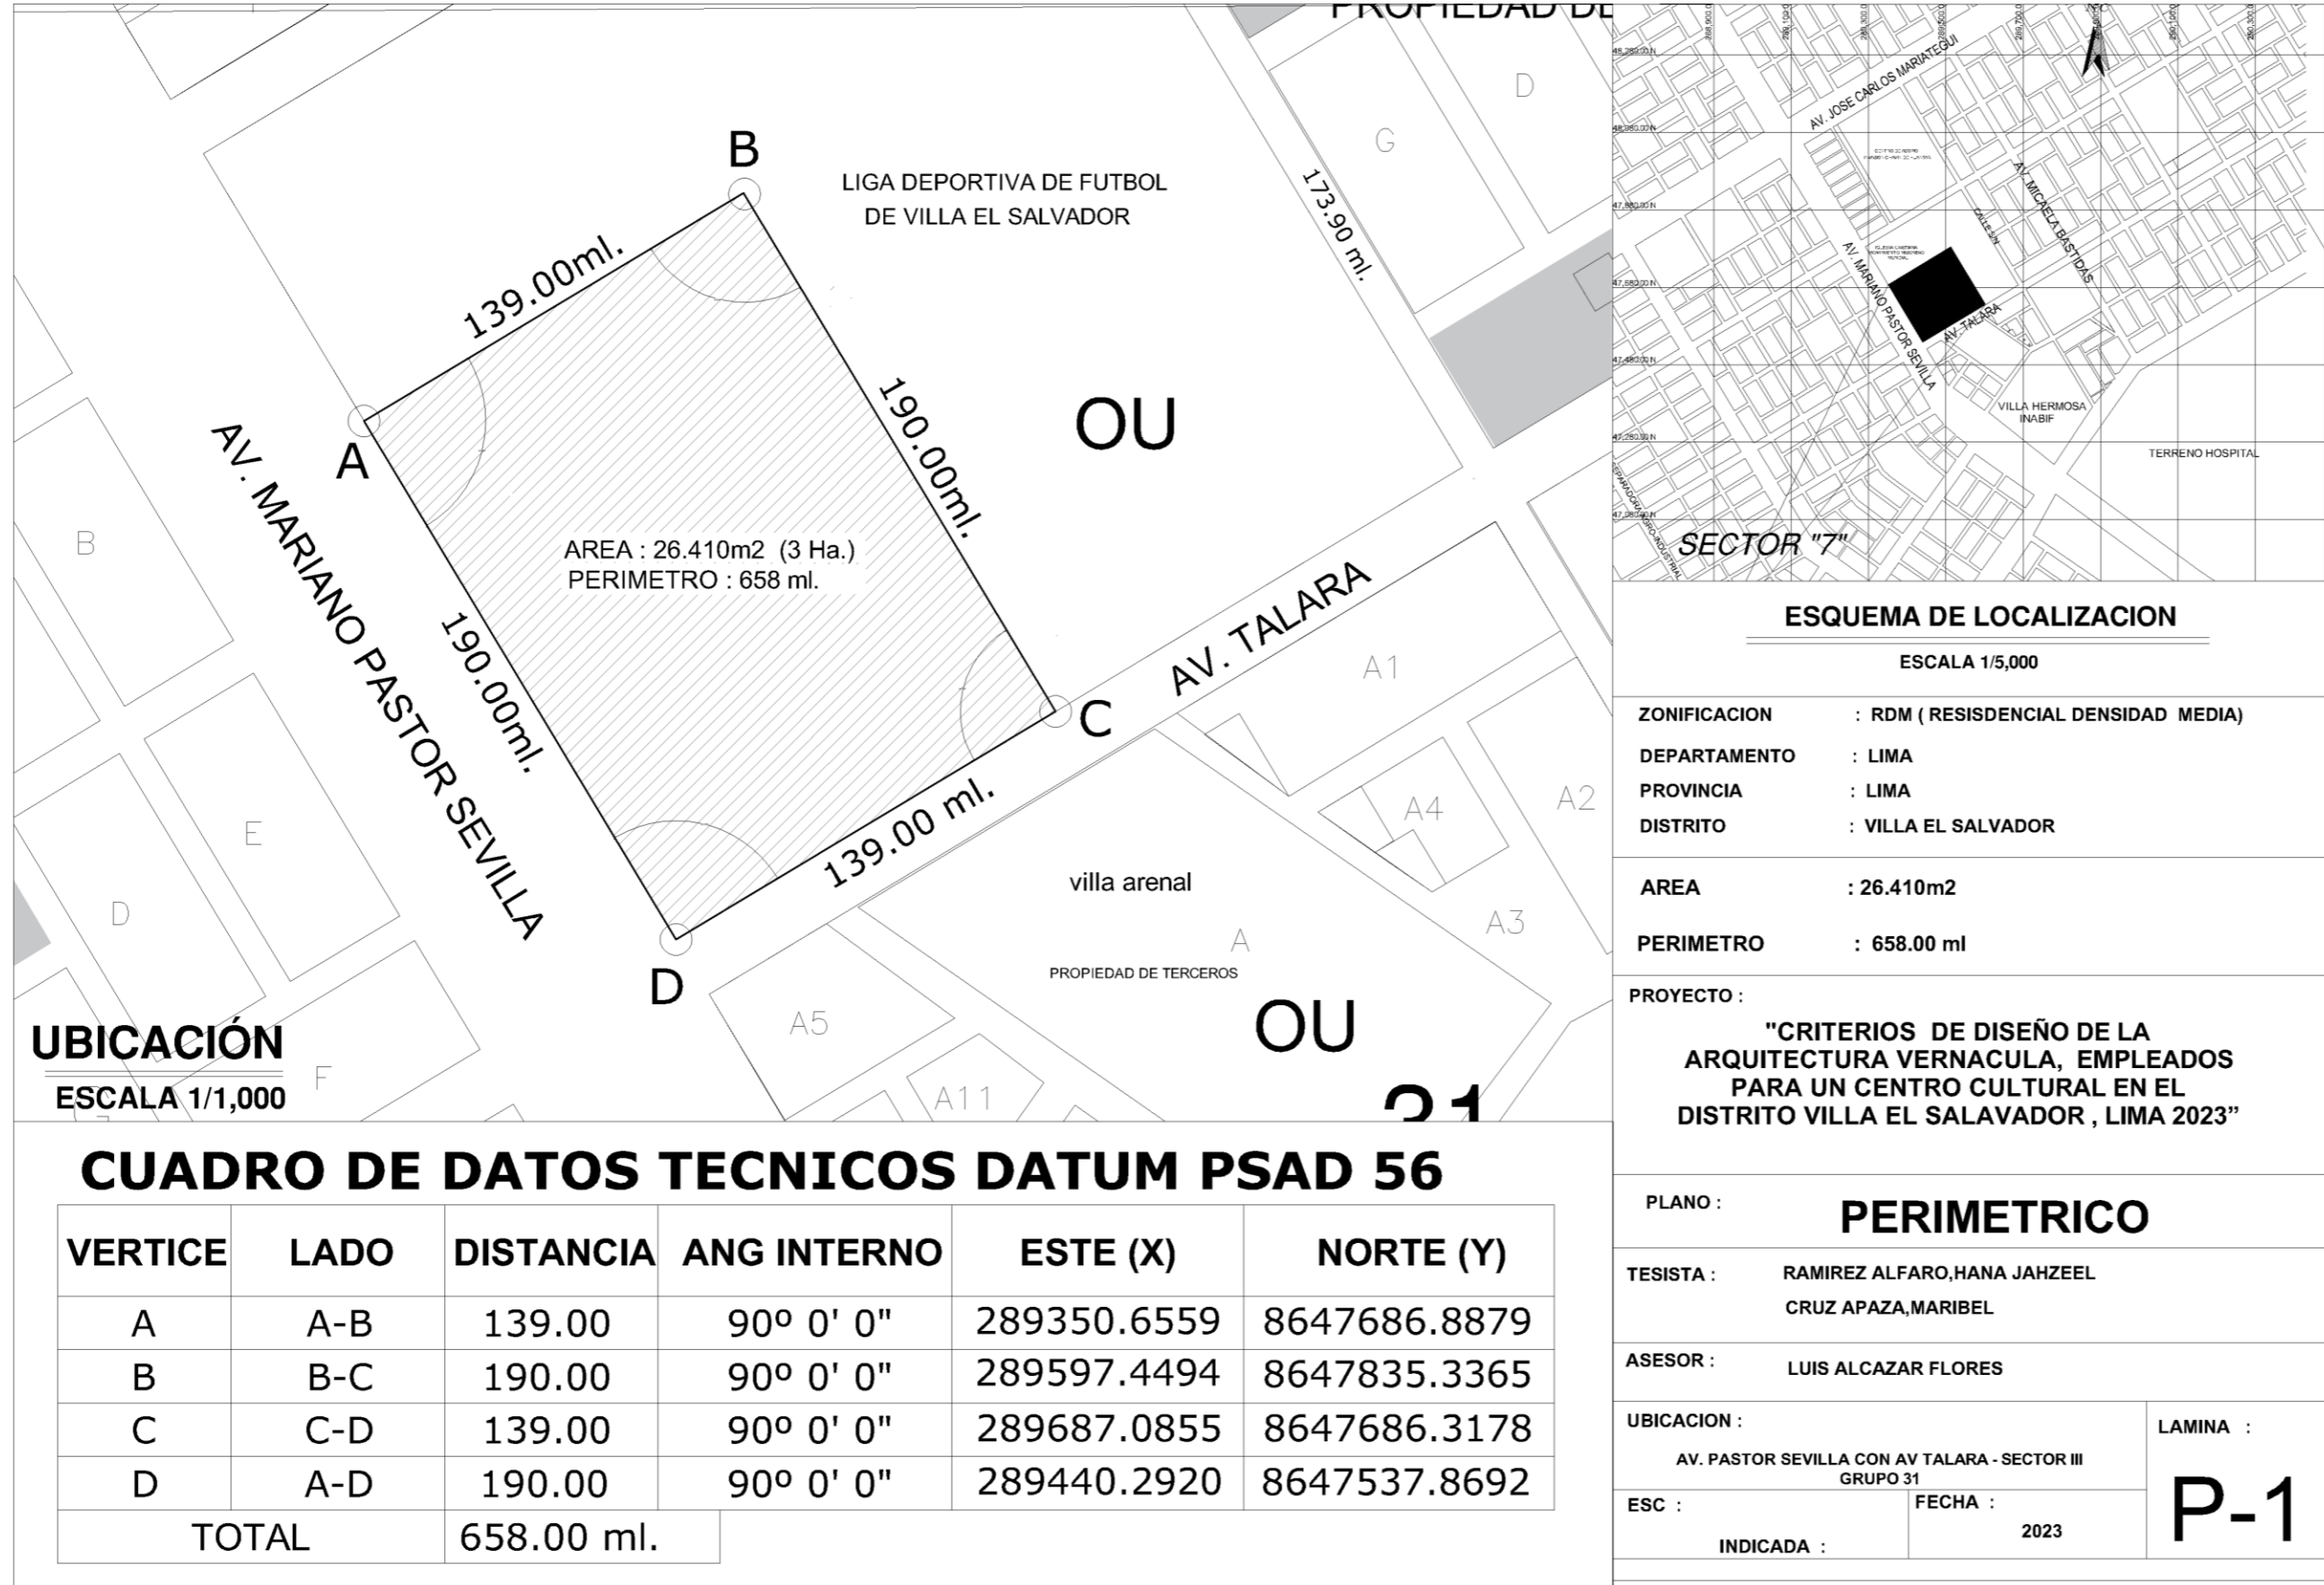 PROPIEDAD DE
D
G
173.90 ml.
B
LIGA DEPORTIVA DE FUTBOL
DE VILLA EL SALVADOR
139.00ml.
A
190.00ml.
OU
AREA : 26.410m2 (3 Ha.)
PERIMETRO : 658 ml.
AV. MARIANO PASTOR SEVILLA
190.00ml.
AV. TALARA
C
139.00 ml.
D
B
E
D
F
A1
A2
A4
A3
villa arenal
A
PROPIEDAD DE TERCEROS
OU
A5
A11
31
UBICACIÓN
ESCALA 1/1,000
AV. JOSE CARLOS MARIATEGUI
AV. MICAELA BASTIDAS
CALLE S/N
AV. MARIANO PASTOR SEVILLA
AV. TALARA
VILLA HERMOSA
INABIF
TERRENO HOSPITAL
SECTOR "7"
ESQUEMA DE LOCALIZACION
ESCALA 1/5,000
ZONIFICACION : RDM ( RESISDENCIAL DENSIDAD MEDIA)
DEPARTAMENTO : LIMA
PROVINCIA : LIMA
DISTRITO : VILLA EL SALVADOR
AREA : 26.410m2
PERIMETRO : 658.00 ml
PROYECTO :
"CRITERIOS DE DISEÑO DE LA
ARQUITECTURA VERNACULA, EMPLEADOS
PARA UN CENTRO CULTURAL EN EL
DISTRITO VILLA EL SALAVADOR , LIMA 2023”
PLANO : PERIMETRICO
TESISTA : RAMIREZ ALFARO,HANA JAHZEEL
CRUZ APAZA,MARIBEL
ASESOR : LUIS ALCAZAR FLORES
UBICACION :
AV. PASTOR SEVILLA CON AV TALARA - SECTOR III
GRUPO 31
LAMINA :
P-1
ESC :
INDICADA :
FECHA :
2023
CUADRO DE DATOS TECNICOS DATUM PSAD 56
VERTICE LADO DISTANCIA ANG INTERNO ESTE (X) NORTE (Y)
A A-B 139.00 90º 0' 0" 289350.6559 8647686.8879
B B-C 190.00 90º 0' 0" 289597.4494 8647835.3365
C C-D 139.00 90º 0' 0" 289687.0855 8647686.3178
D A-D 190.00 90º 0' 0" 289440.2920 8647537.8692
TOTAL 658.00 ml.